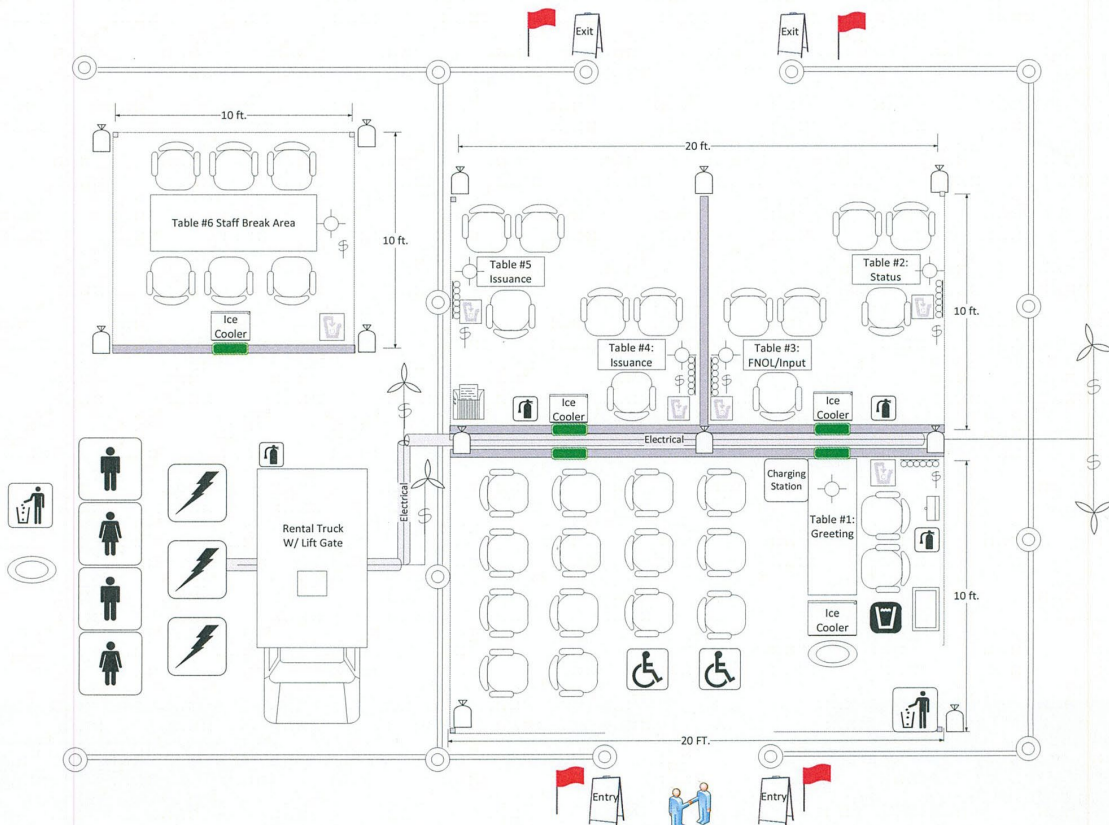 Exit
Exit
10 ft.
20 ft.
Table #6 Staff Break Area
10 ft.
Ice
Cooler
Table #5
Issuance
Table #2:
Status
10 ft.
Table #4:
Issuance
Table #3:
FNOL/Input
Ice
Cooler
Ice
Cooler
Electrical
Electrical
Rental Truck
W/ Lift Gate
Charging
Station
Table #1:
Greeting
Ice
Cooler
10 ft.
20 FT.
Entry
Entry